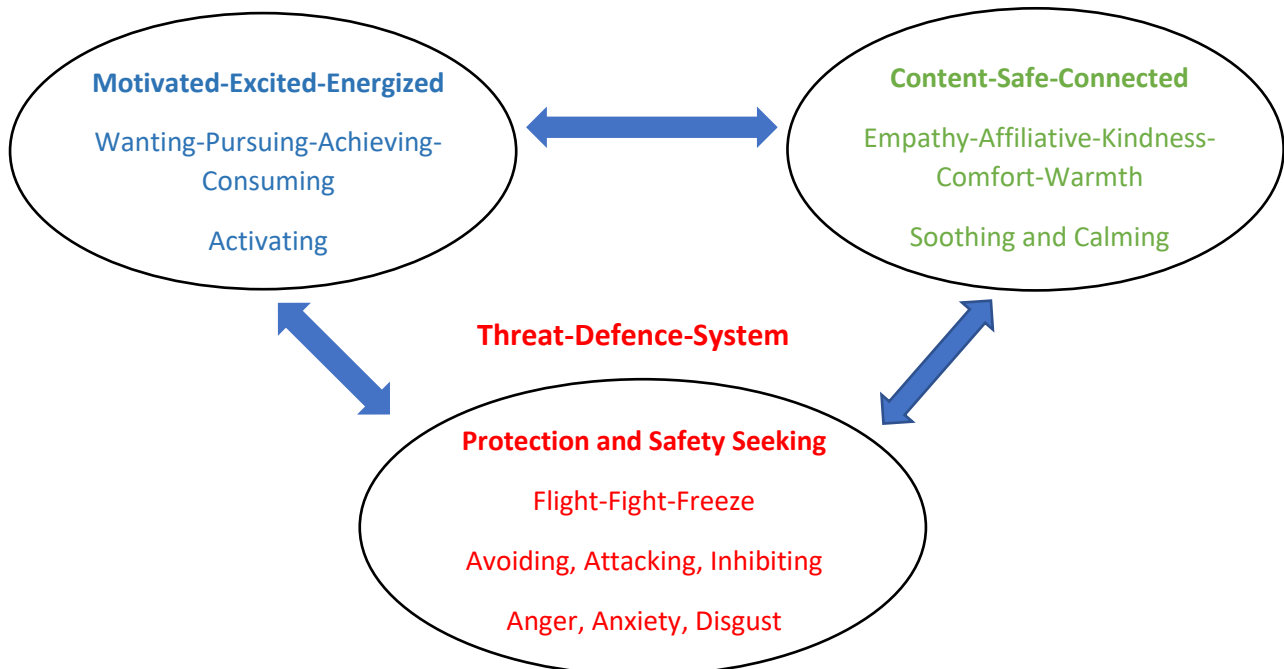 Motivated-Excited-Energized
Wanting-Pursuing-Achieving-
Consuming
Activating
Content-Safe-Connected
Empathy-Affiliative-Kindness-
Comfort-Warmth
Soothing and Calming
Threat-Defence-System
Protection and Safety Seeking
Flight-Fight-Freeze
Avoiding, Attacking, Inhibiting
Anger, Anxiety, Disgust